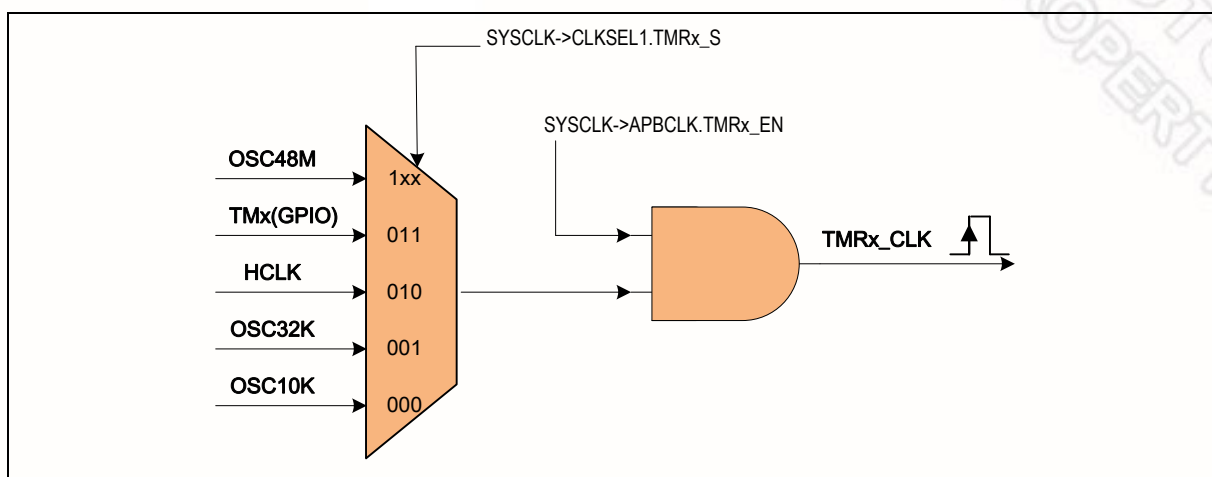 SYSCLK->CLKSEL1.TMRx_S
SYSCLK->APBCLK.TMRx_EN
OSC48M
1xx
TMx(GPIO)
011
TMRx_CLK
HCLK
010
OSC32K
001
OSC10K
000